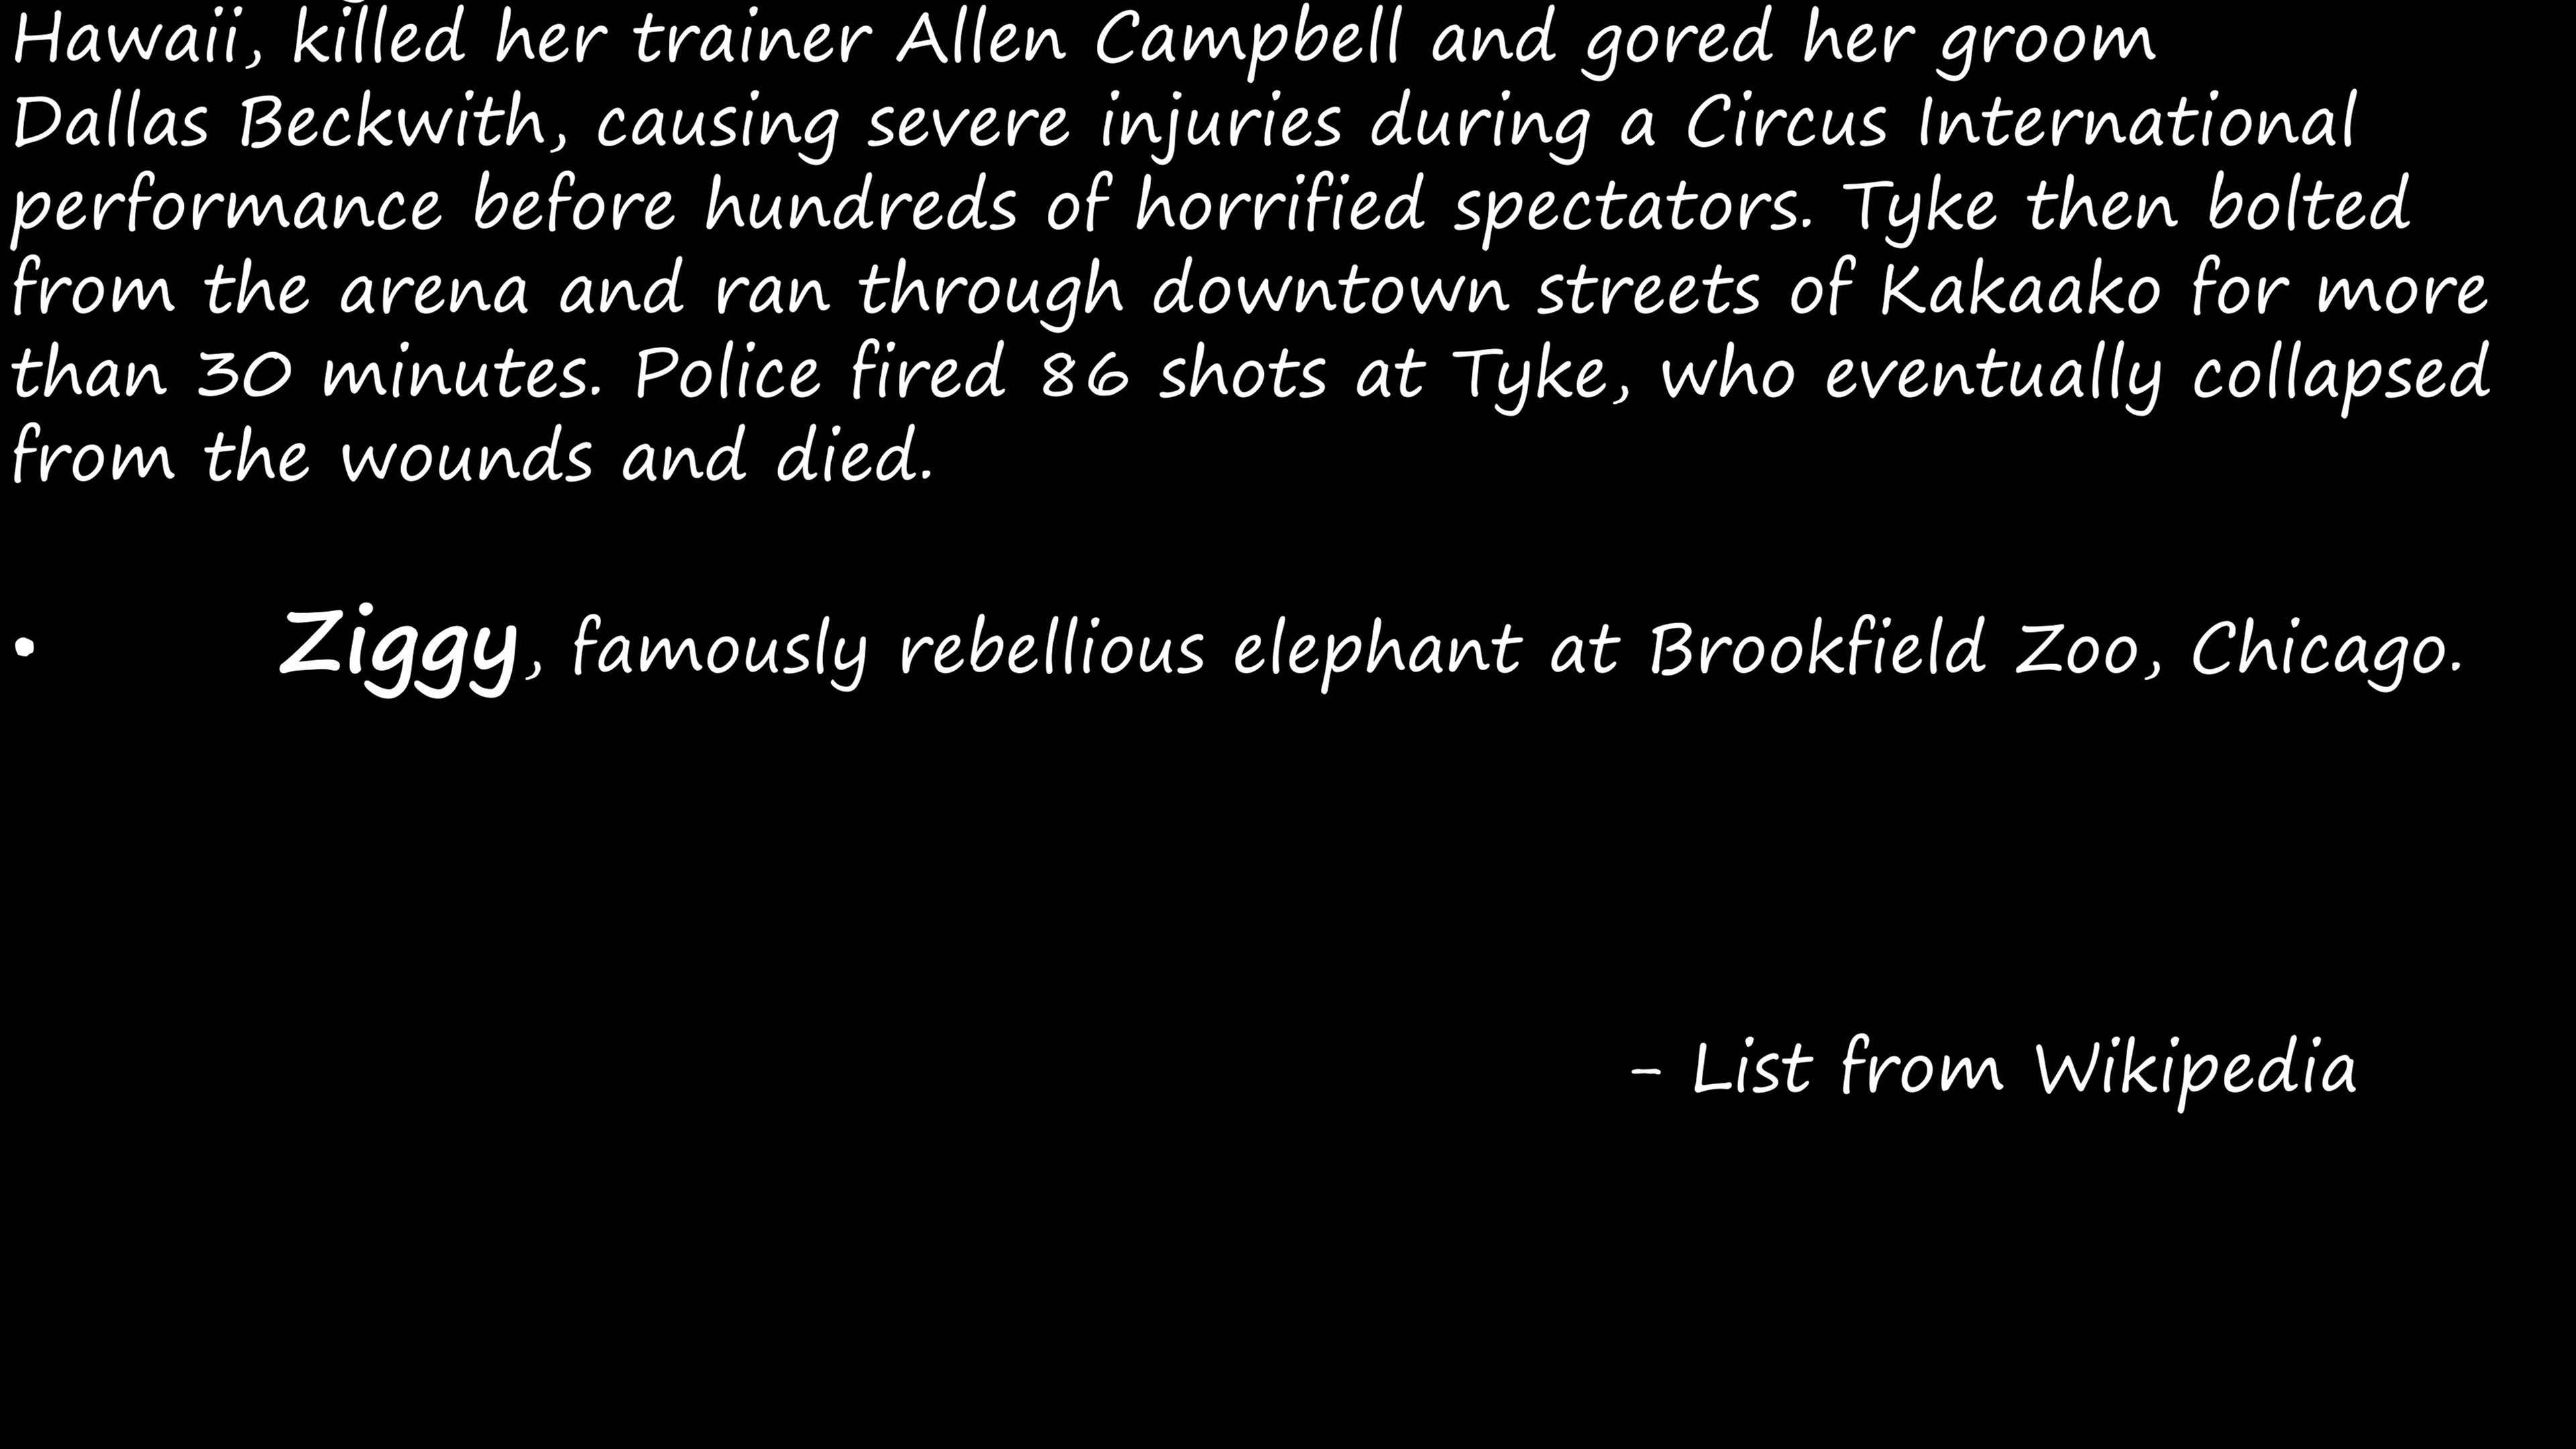 Hawaii, killed her trainer Allen Campbell and gored her groom
Dallas Beckwith, causing severe injuries during a Circus International
performance before hundreds of horrified spectators. Tyke then bolted
from the arena and ran through downtown streets of Kakaako for more
than 30 minutes. Police fired 86 shots at Tyke, who eventually collapsed
from the wounds and died.
• Ziggy, famously rebellious elephant at Brookfield Zoo, Chicago.
- List from Wikipedia